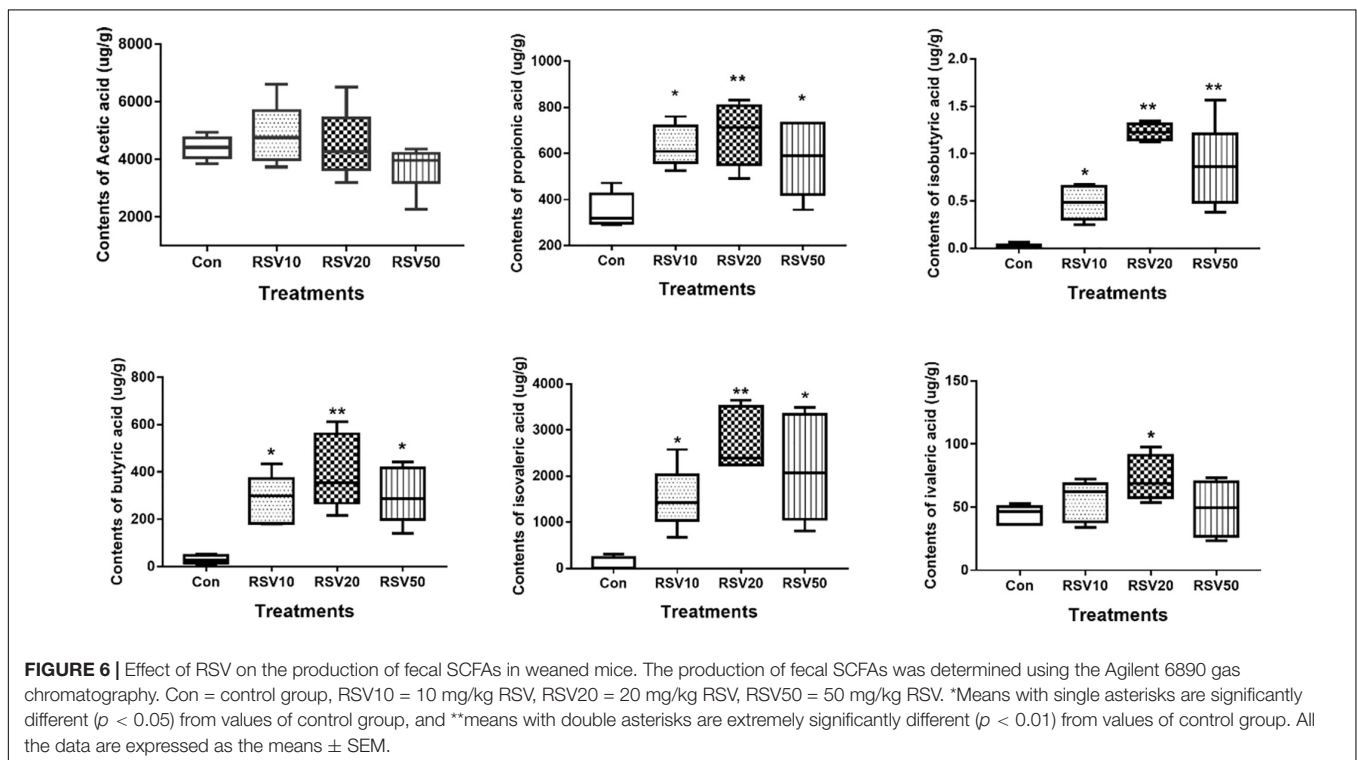 Contents of Acetic acid (ug/g)
8000
6000
4000
2000
Con RSV10 RSV20 RSV50
Treatments
Contents of propionic acid (ug/g)
1000
800
600
400
200
* ** *
Con RSV10 RSV20 RSV50
Treatments
Contents of isobutyric acid (ug/g)
2.0
1.5
1.0
0.5
0.0
* ** **
Con RSV10 RSV20 RSV50
Treatments
Contents of butyric acid (ug/g)
800
600
400
200
0
* ** *
Con RSV10 RSV20 RSV50
Treatments
Contents of isovaleric acid (ug/g)
4000
3000
2000
1000
0
* ** *
Con RSV10 RSV20 RSV50
Treatments
Contents of ivaleric acid (ug/g)
150
100
50
0
*
Con RSV10 RSV20 RSV50
Treatments
FIGURE 6 | Effect of RSV on the production of fecal SCFAs in weaned mice. The production of fecal SCFAs was determined using the Agilent 6890 gas
chromatography. Con = control group, RSV10 = 10 mg/kg RSV, RSV20 = 20 mg/kg RSV, RSV50 = 50 mg/kg RSV. *Means with single asterisks are significantly
different (p < 0.05) from values of control group, and **means with double asterisks are extremely significantly different (p < 0.01) from values of control group. All
the data are expressed as the means ± SEM.